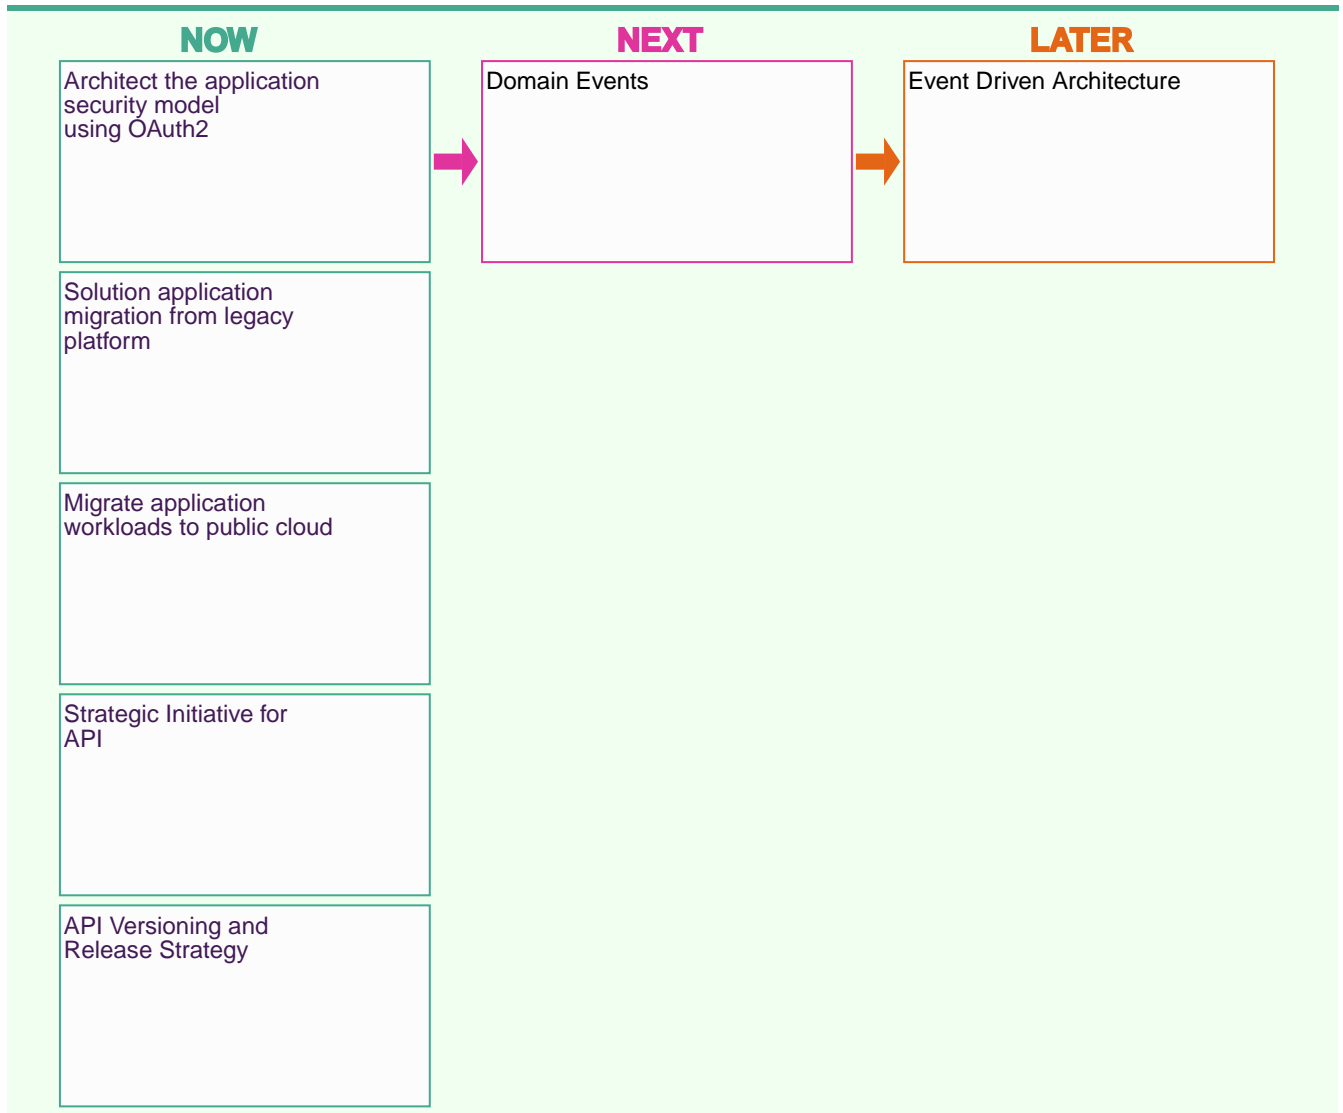 NOW
NEXT
LATER
Architect the application
security model
using OAuth2
Domain Events
Event Driven Architecture
Solution application
migration from legacy
platform
Migrate application
workloads to public cloud
Strategic Initiative for
API
API Versioning and
Release Strategy